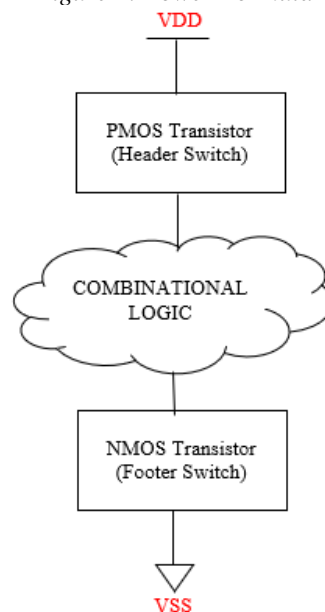 VDD
PMOS Transistor
(Header Switch)
COMBINATIONAL
LOGIC
NMOS Transistor
(Footer Switch)
VSS